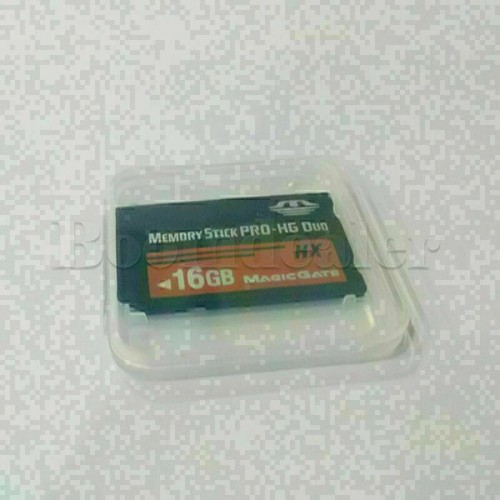 MEMORY STICK PRO-HG DUO
HX
◄16GB MAGICGATE